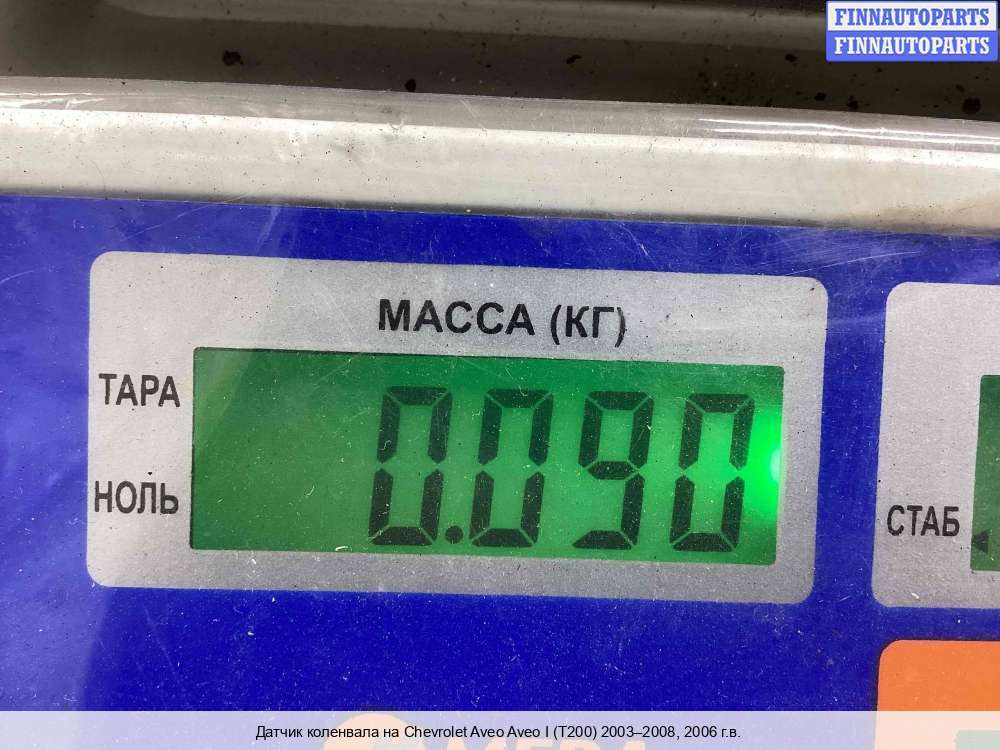 FINNAUTOPARTS
FINNAUTOPARTS
МАССА (КГ)
ТАРА
0.090
НОЛЬ
СТАБ
Датчик коленвала на Chevrolet Aveo Aveo I (T200) 2003–2008, 2006 г.в.